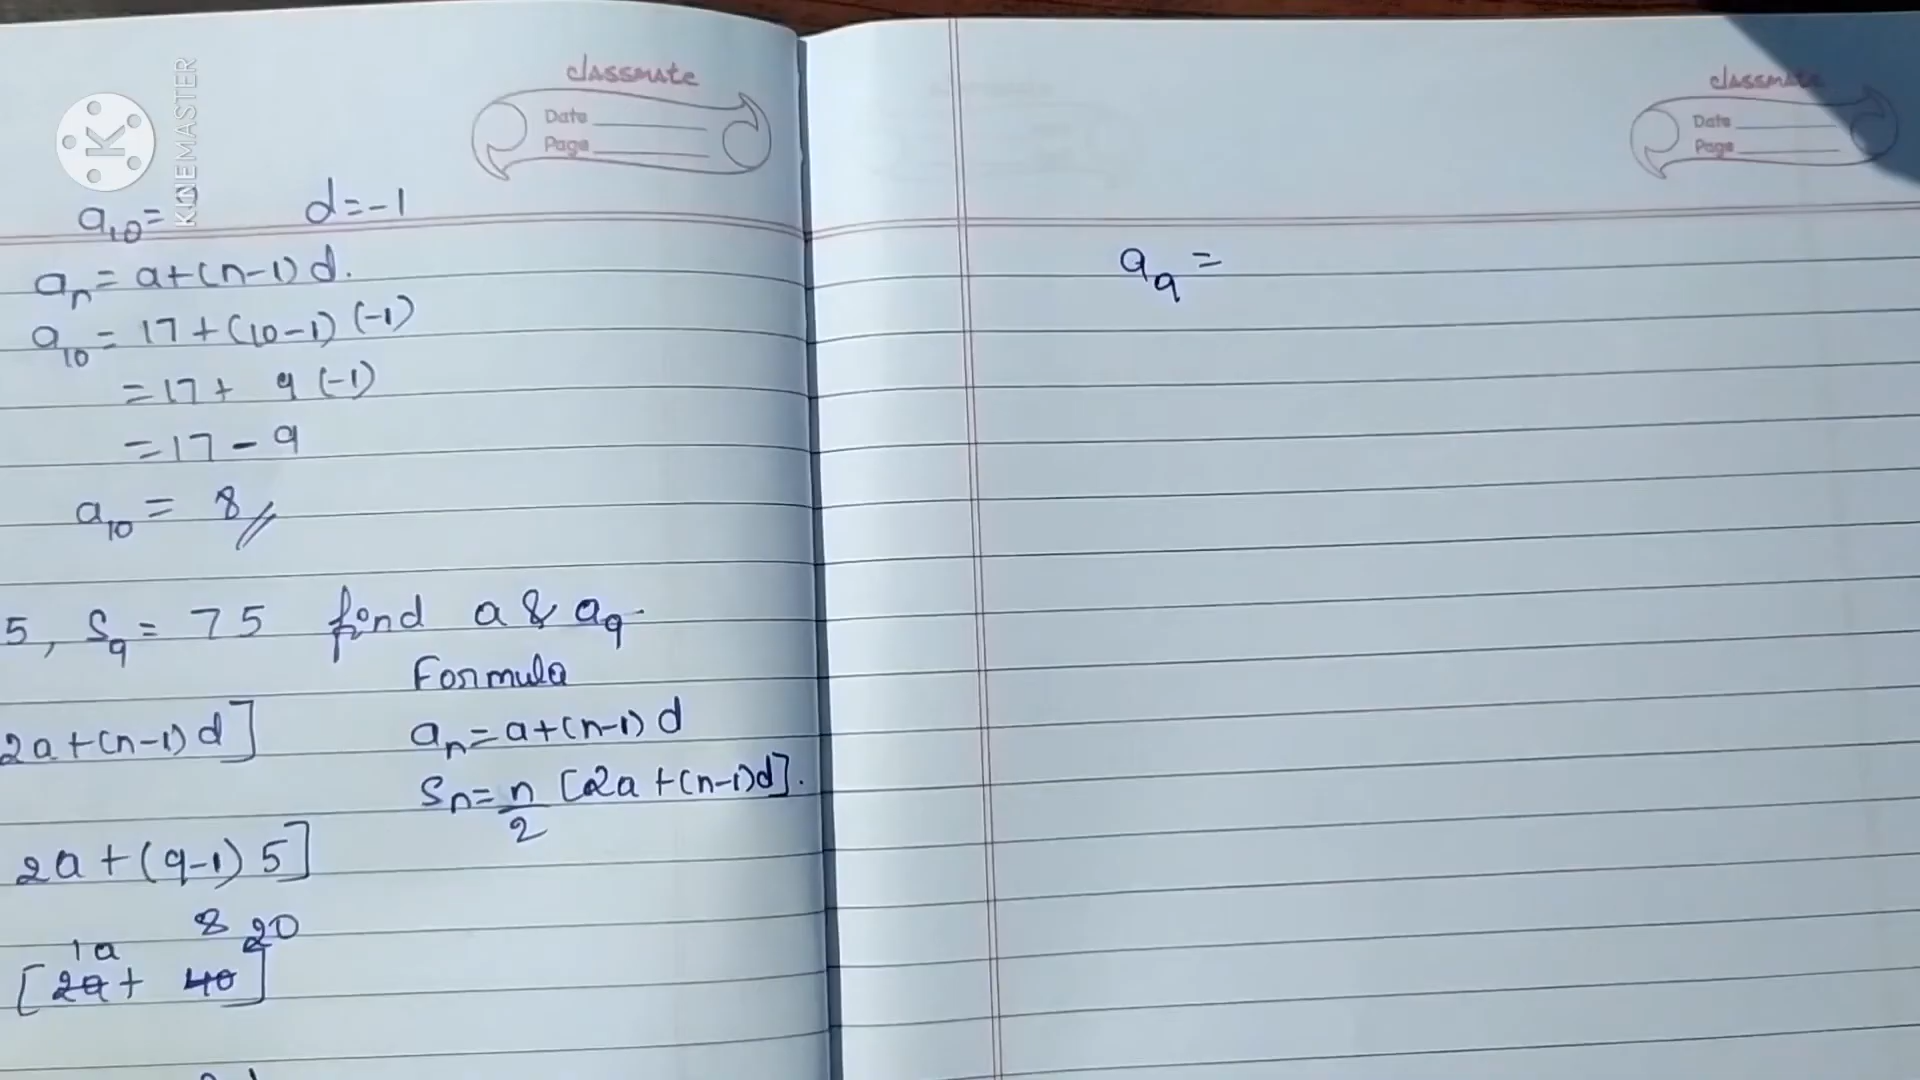 KINEMASTER
classmate
Date
Page
a10= d=-1
an=a+(n-1)d.
a10=17+(10-1)(-1)
=17+ 9(-1)
=17-9
a10= 8//
5, S9= 75 find a & a9.
Formula
2a+(n-1)d] an=a+(n-1)d
Sn=n/2 [2a+(n-1)d].
2a+(9-1)5]
1a 8 20
[2a+ 40]
classmate
Date
Page
a9=